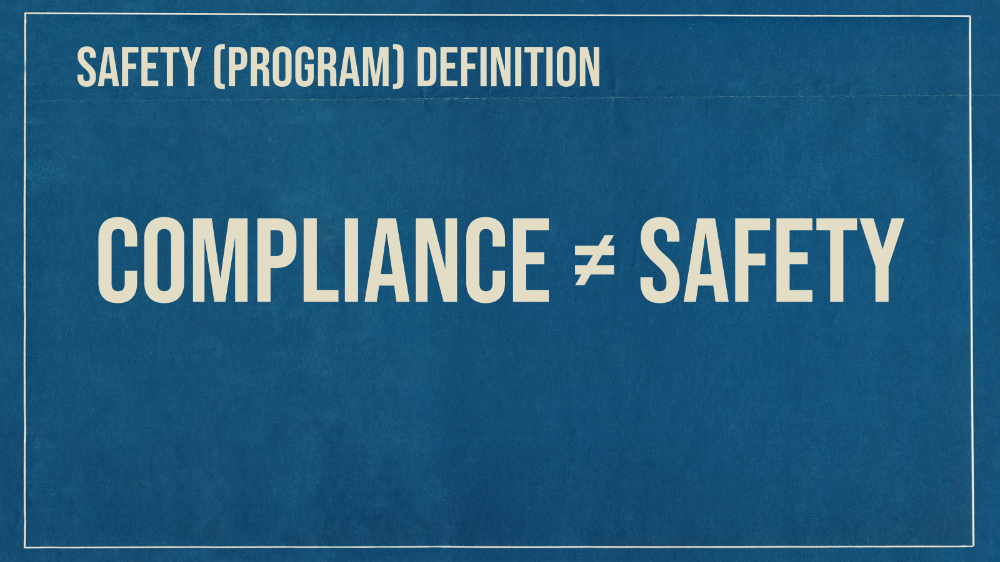 SAFETY (PROGRAM) DEFINITION
COMPLIANCE ≠ SAFETY